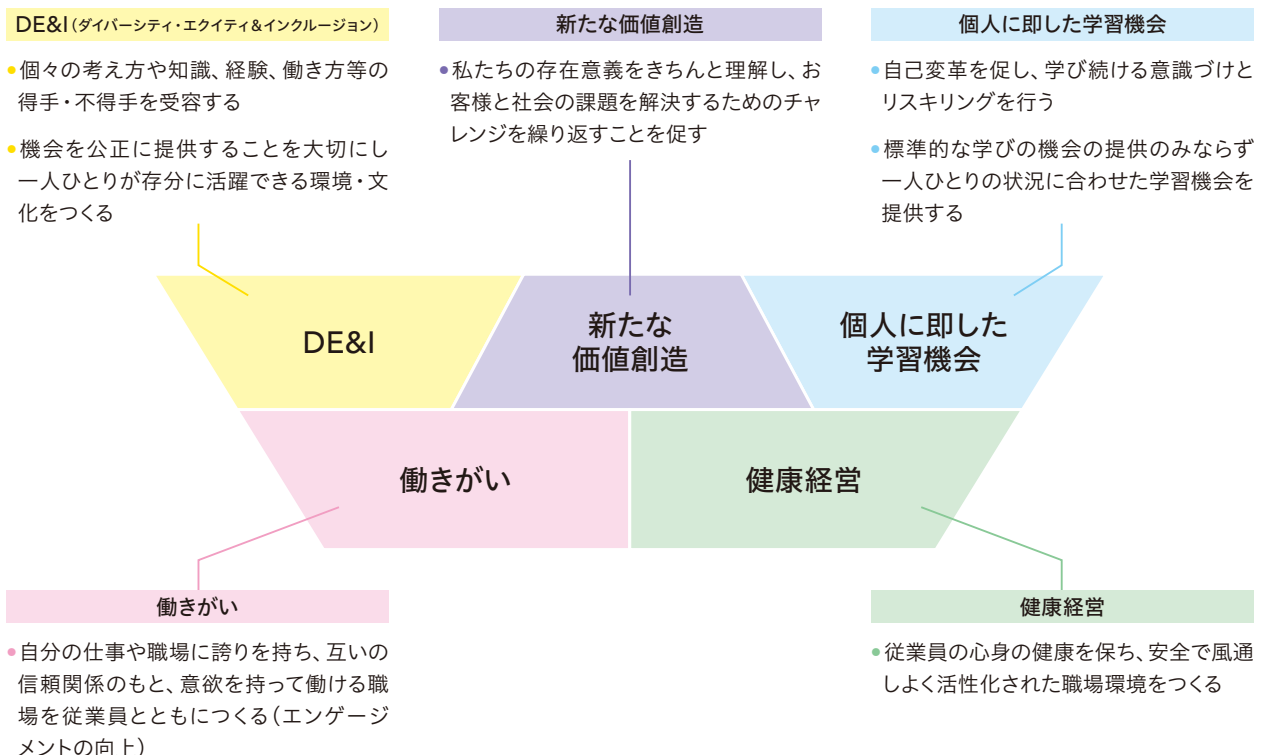 DE&I(ダイバーシティ・エクイティ&インクルージョン)
●個々の考え方や知識、経験、働き方等の
得手・不得手を受容する
●機会を公正に提供することを大切にし
一人ひとりが存分に活躍できる環境・文
化をつくる
新たな価値創造
●私たちの存在意義をきちんと理解し、お
客様と社会の課題を解決するためのチャ
レンジを繰り返すことを促す
個人に即した学習機会
●自己変革を促し、学び続ける意識づけと
リスキリングを行う
●標準的な学びの機会の提供のみならず
一人ひとりの状況に合わせた学習機会を
提供する
DE&I
新たな
価値創造
個人に即した
学習機会
働きがい
健康経営
働きがい
●自分の仕事や職場に誇りを持ち、互いの
信頼関係のもと、意欲を持って働ける職
場を従業員とともにつくる(エンゲージ
メントの向上)
健康経営
●従業員の心身の健康を保ち、安全で風通
しよく活性化された職場環境をつくる